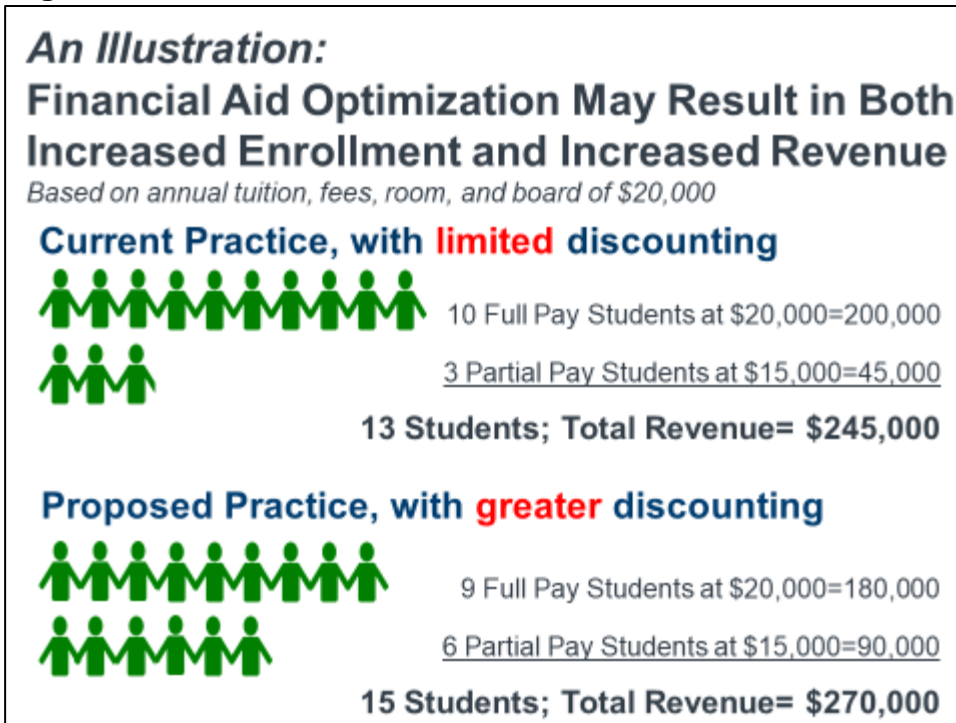 An Illustration:
Financial Aid Optimization May Result in Both
Increased Enrollment and Increased Revenue
Based on annual tuition, fees, room, and board of $20,000
Current Practice, with limited discounting
10 Full Pay Students at $20,000=200,000
3 Partial Pay Students at $15,000=45,000
13 Students; Total Revenue= $245,000
Proposed Practice, with greater discounting
9 Full Pay Students at $20,000=180,000
6 Partial Pay Students at $15,000=90,000
15 Students; Total Revenue= $270,000